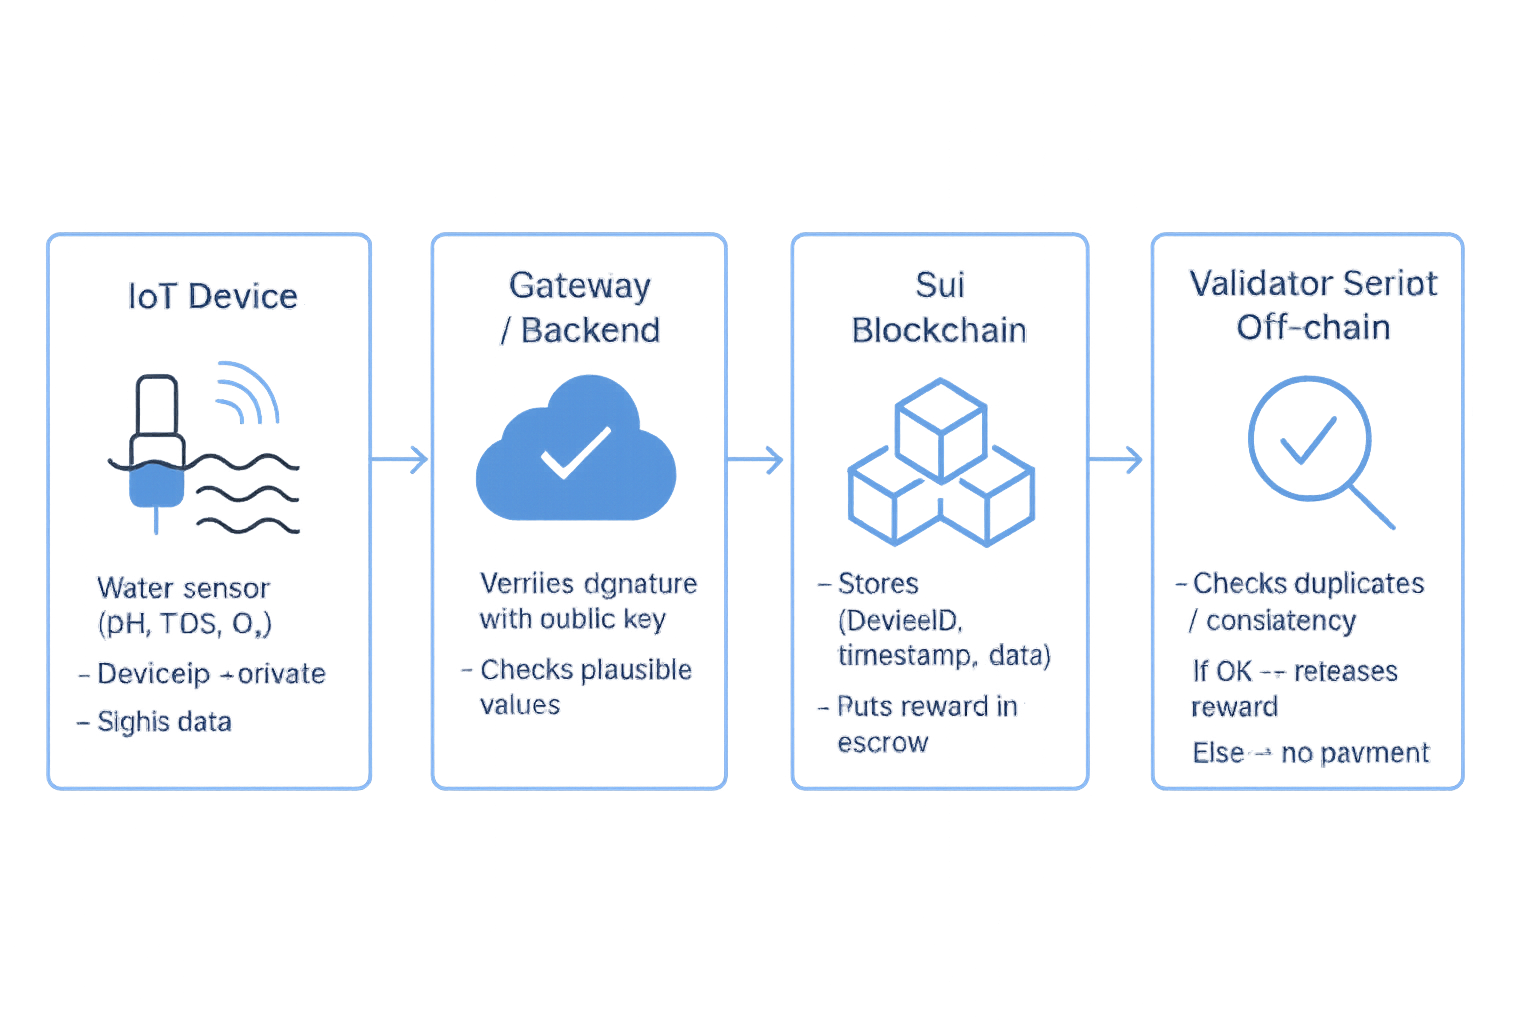 IoT Device
Water sensor
(pH, TDS, O,)
– Deviceip → orivate
– Sighis data
Gateway
/ Backend
Verriies dgnature
with oublic key
– Checks plausible
values
Sui
Blockchain
– Stores
(DevieeID,
timestamp, data)
– Puts reward in
escrow
Validator Seriot
Off-chain
– Checks duplicates
/ consiatency
If OK -– reteases
reward
Else → no pavment